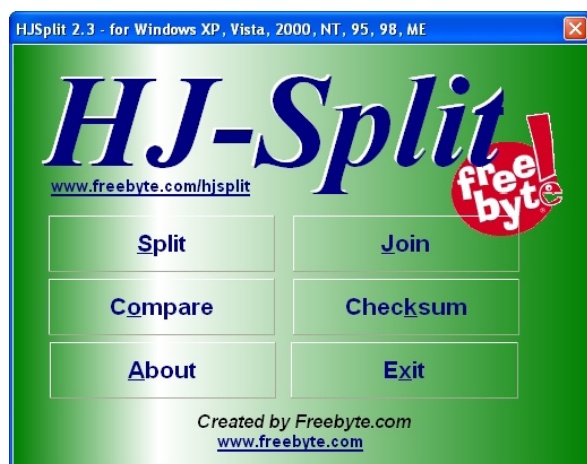 HJSplit 2.3 - for Windows XP, Vista, 2000, NT, 95, 98, ME
HJ-Split
www.freebyte.com/hjsplit
free
byte!
Split
Join
Compare
Checksum
About
Exit
Created by Freebyte.com
www.freebyte.com